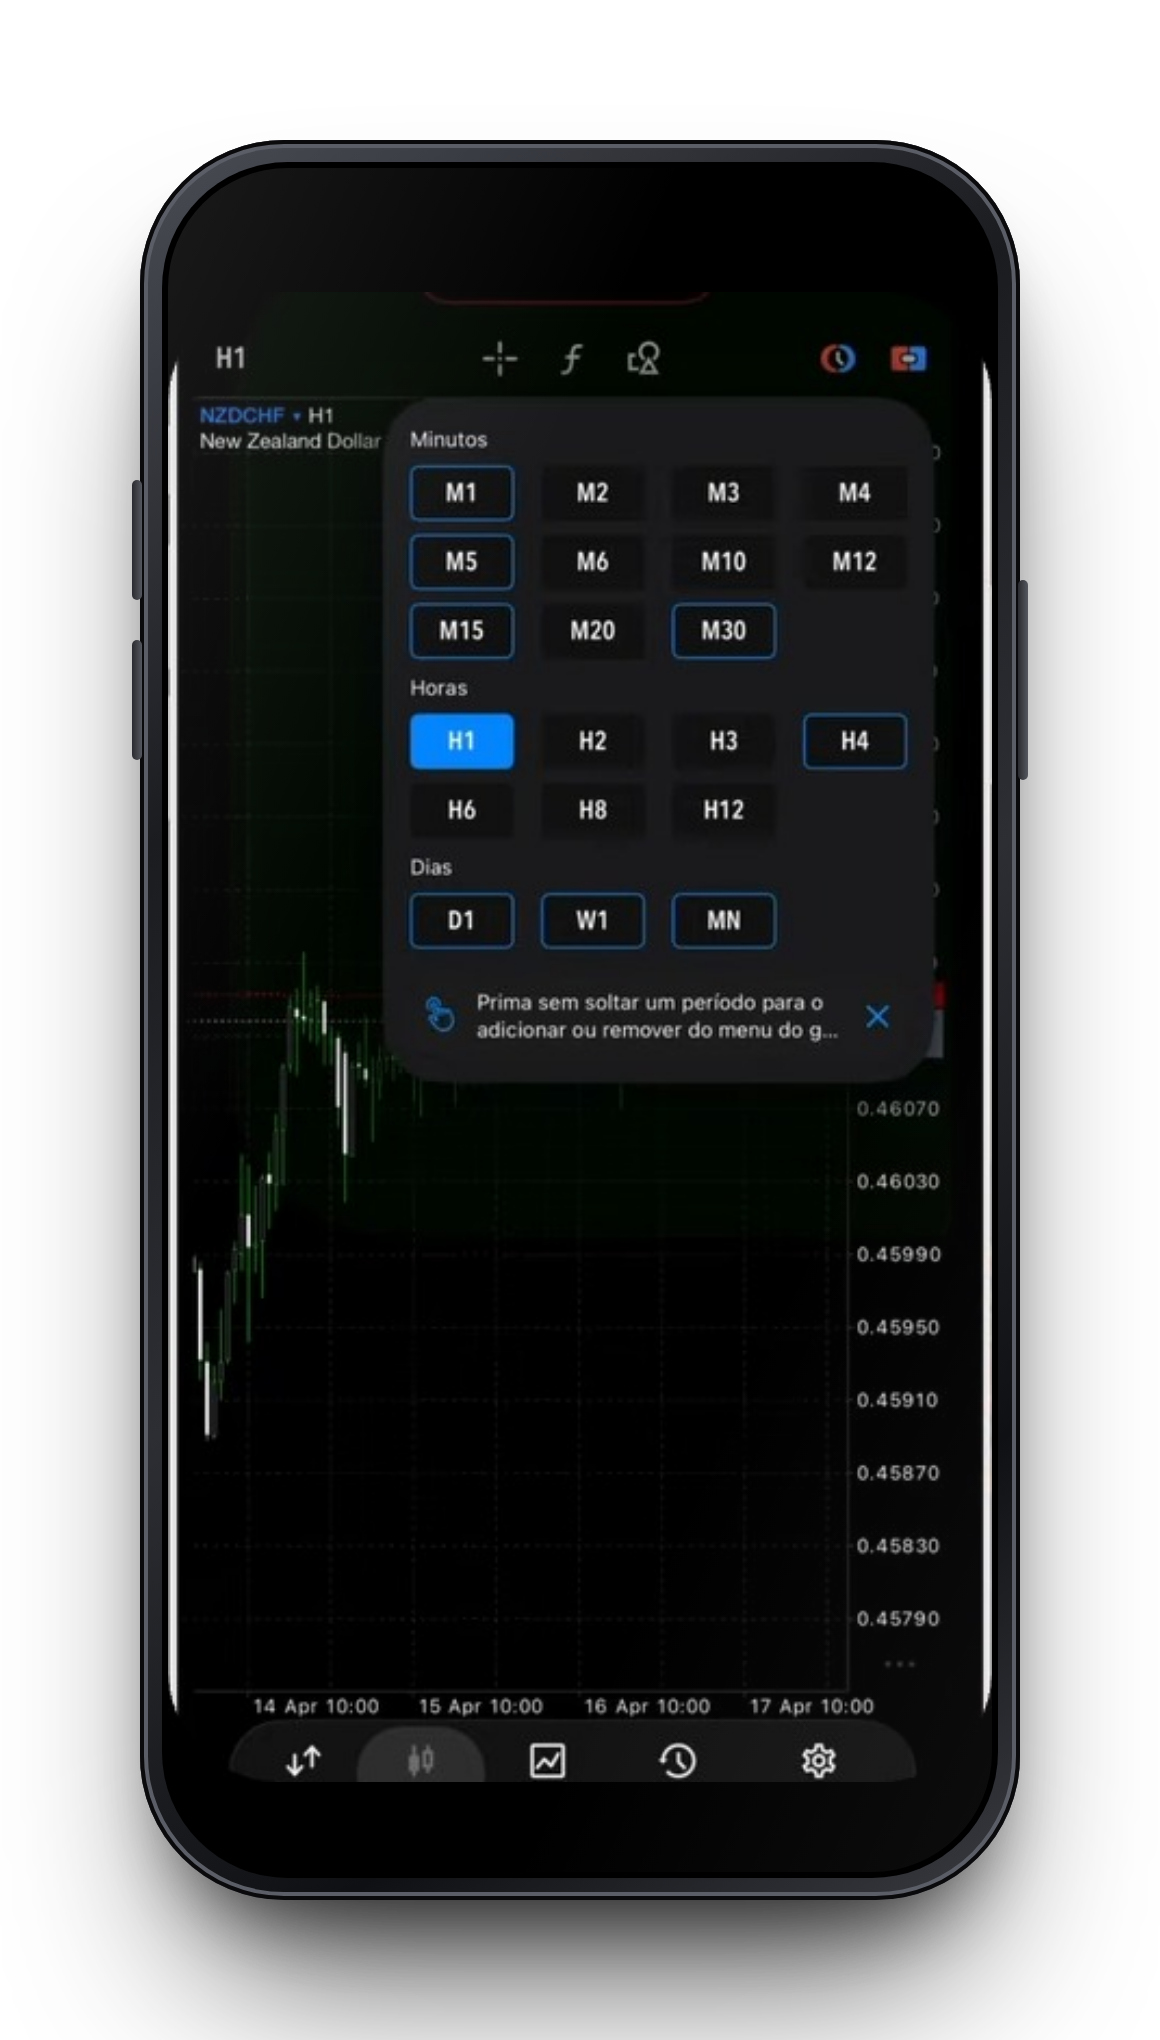 H1
NZDCHF ▾ H1
New Zealand Dollar
Minutos
M1 M2 M3 M4
M5 M6 M10 M12
M15 M20 M30
Horas
H1 H2 H3 H4
H6 H8 H12
Dias
D1 W1 MN
Prima sem soltar um período para o
adicionar ou remover do menu do g...
0.46070
0.46030
0.45990
0.45950
0.45910
0.45870
0.45830
0.45790
14 Apr 10:00 15 Apr 10:00 16 Apr 10:00 17 Apr 10:00